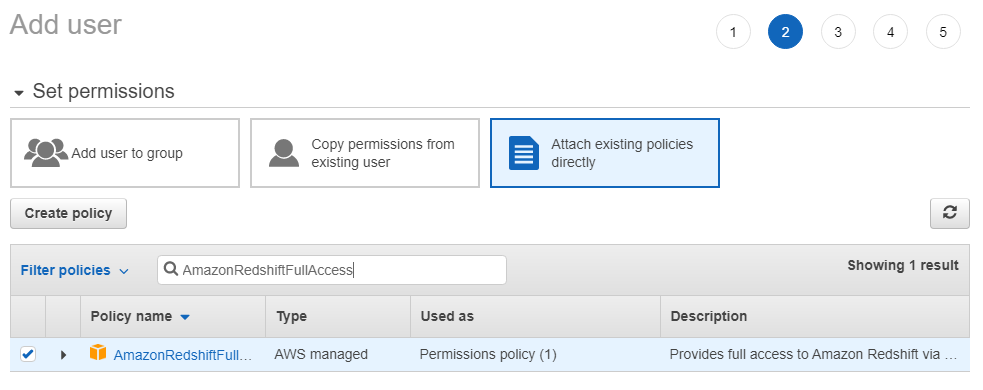 Add user
1 2 3 4 5
Set permissions
Add user to group
Copy permissions from
existing user
Attach existing policies
directly
Create policy
Filter policies
AmazonRedshiftFullAccess
Showing 1 result
Policy name Type Used as Description
AmazonRedshiftFull... AWS managed Permissions policy (1) Provides full access to Amazon Redshift via ...